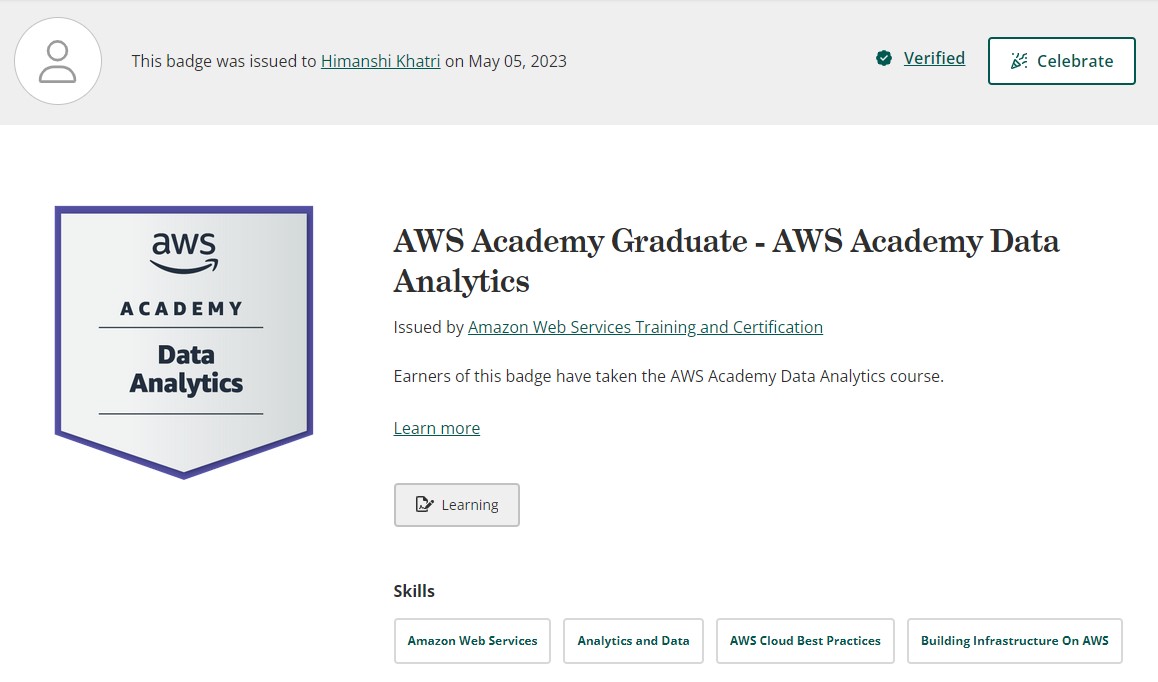 This badge was issued to Himanshi Khatri on May 05, 2023
Verified
Celebrate
aws
ACADEMY
Data
Analytics
AWS Academy Graduate - AWS Academy Data
Analytics
Issued by Amazon Web Services Training and Certification
Earners of this badge have taken the AWS Academy Data Analytics course.
Learn more
Learning
Skills
Amazon Web Services
Analytics and Data
AWS Cloud Best Practices
Building Infrastructure On AWS